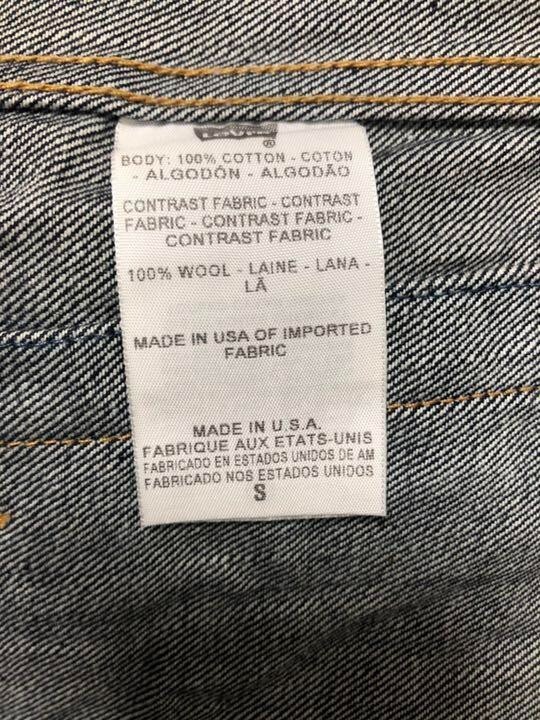 ®
BODY: 100% COTTON - COTON
- ALGODÓN - ALGODÃO
CONTRAST FABRIC - CONTRAST
FABRIC - CONTRAST FABRIC -
CONTRAST FABRIC
100% WOOL - LAINE - LANA -
LÃ
MADE IN USA OF IMPORTED
FABRIC
MADE IN U.S.A.
FABRIQUE AUX ETATS-UNIS
FABRICADO EN ESTADOS UNIDOS DE AM
FABRICADO NOS ESTADOS UNIDOS
S